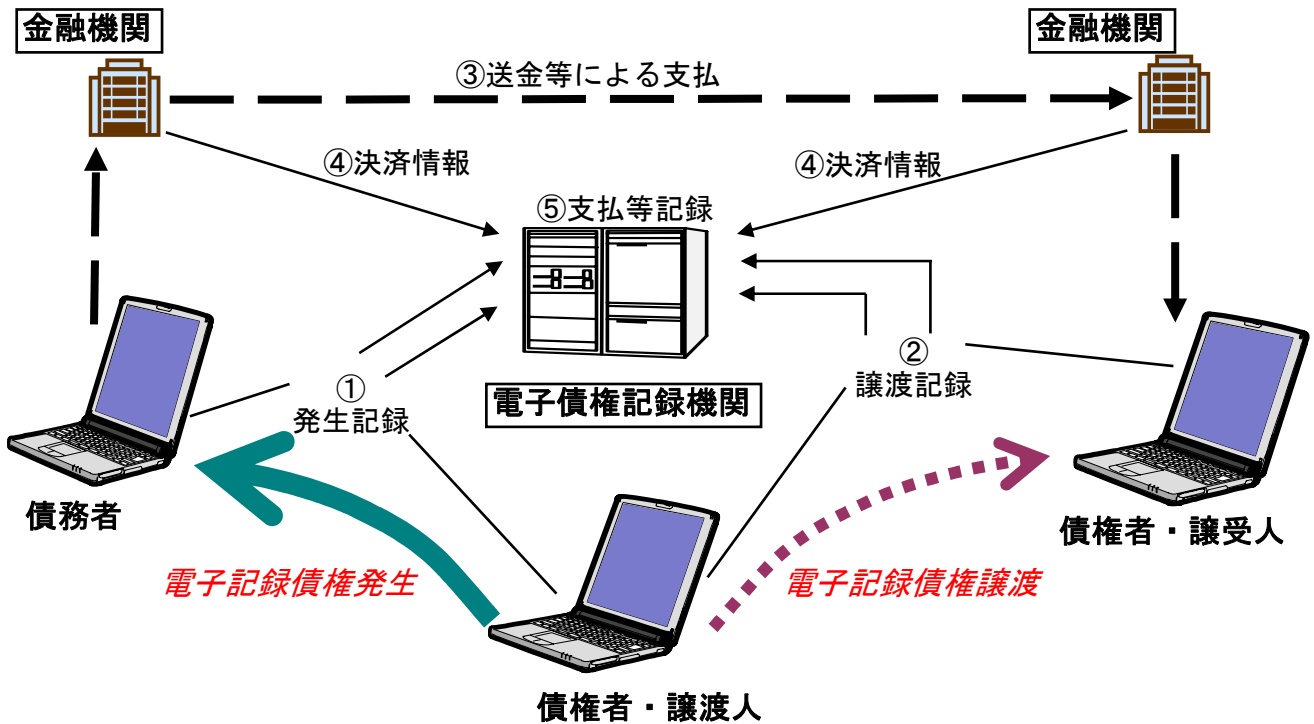 金融機関
金融機関
③送金等による支払
④決済情報
④決済情報
⑤支払等記録
②
譲渡記録
①
発生記録
電子債権記録機関
債務者
債権者・譲受人
電子記録債権発生
電子記録債権譲渡
債権者・譲渡人